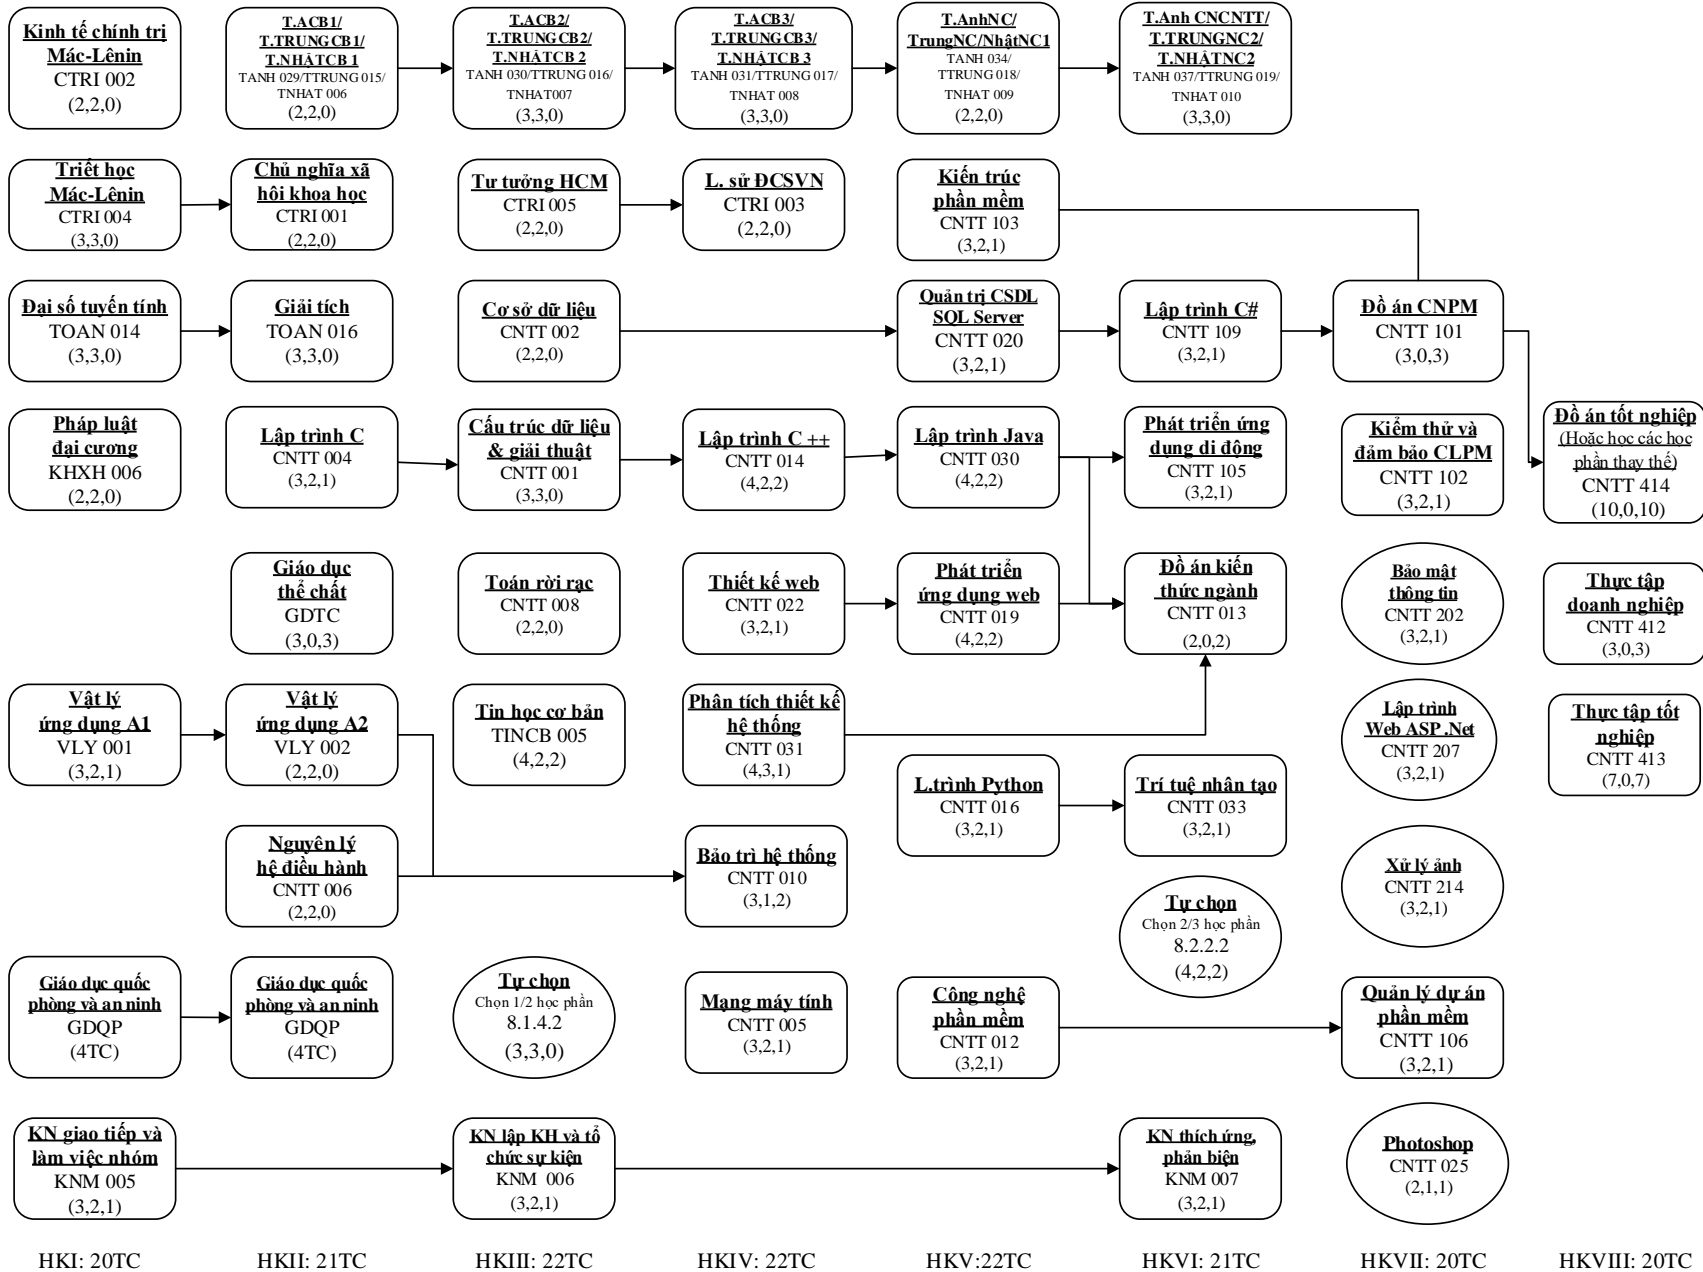 Kinh tế chính trị
Mác-Lênin
CTRI 002
(2,2,0)
T.ACB1/
T.TRUNGCB1/
T.NHẬTCB 1
TANH 029/TTRUNG 015/
TNHAT 006
(2,2,0)
T.ACB2/
T.TRUNGCB2/
T.NHẬTCB 2
TANH 030/TTRUNG 016/
TNHAT007
(3,3,0)
T.ACB3/
T.TRUNGCB3/
T.NHẬTCB 3
TANH 031/TTRUNG 017/
TNHAT 008
(3,3,0)
T.AnhNC/
TrungNC/NhậtNC1
TANH 034/
TTRUNG 018/
TNHAT 009
(2,2,0)
T.Anh CNCNTT/
T.TRUNGNC2/
T.NHẬTNC2
TANH 037/TTRUNG 019/
TNHAT 010
(3,3,0)
Triết học
Mác-Lênin
CTRI 004
(3,3,0)
Chủ nghĩa xã
hôi khoa học
CTRI 001
(2,2,0)
Tư tưởng HCM
CTRI 005
(2,2,0)
L. sử ĐCSVN
CTRI 003
(2,2,0)
Kiến trúc
phần mềm
CNTT 103
(3,2,1)
Đại số tuyến tính
TOAN 014
(3,3,0)
Giải tích
TOAN 016
(3,3,0)
Cơ sở dữ liệu
CNTT 002
(2,2,0)
Quản trị CSDL
SQL Server
CNTT 020
(3,2,1)
Lập trình C#
CNTT 109
(3,2,1)
Đồ án CNPM
CNTT 101
(3,0,3)
Pháp luật
đại cương
KHXH 006
(2,2,0)
Lập trình C
CNTT 004
(3,2,1)
Cấu trúc dữ liệu
& giải thuật
CNTT 001
(3,3,0)
Lập trình C ++
CNTT 014
(4,2,2)
Lập trình Java
CNTT 030
(4,2,2)
Phát triển ứng
dụng di động
CNTT 105
(3,2,1)
Kiểm thử và
đảm bảo CLPM
CNTT 102
(3,2,1)
Đồ án tốt nghiệp
(Hoặc học các học
phần thay thế)
CNTT 414
(10,0,10)
Giáo dục
thể chất
GDTC
(3,0,3)
Toán rời rạc
CNTT 008
(2,2,0)
Thiết kế web
CNTT 022
(3,2,1)
Phát triển
ứng dụng web
CNTT 019
(4,2,2)
Đồ án kiến
thức ngành
CNTT 013
(2,0,2)
Bảo mật
thông tin
CNTT 202
(3,2,1)
Thực tập
doanh nghiệp
CNTT 412
(3,0,3)
Vật lý
ứng dụng A1
VLY 001
(3,2,1)
Vật lý
ứng dụng A2
VLY 002
(2,2,0)
Tin học cơ bản
TINCB 005
(4,2,2)
Phân tích thiết kế
hệ thống
CNTT 031
(4,3,1)
L.trình Python
CNTT 016
(3,2,1)
Trí tuệ nhân tạo
CNTT 033
(3,2,1)
Lập trình
Web ASP .Net
CNTT 207
(3,2,1)
Thực tập tốt
nghiệp
CNTT 413
(7,0,7)
Nguyên lý
hệ điều hành
CNTT 006
(2,2,0)
Bảo trì hệ thống
CNTT 010
(3,1,2)
Tự chọn
Chọn 2/3 học phần
8.2.2.2
(4,2,2)
Xử lý ảnh
CNTT 214
(3,2,1)
Giáo dục quốc
phòng và an ninh
GDQP
(4TC)
Giáo dục quốc
phòng và an ninh
GDQP
(4TC)
Tự chọn
Chọn 1/2 học phần
8.1.4.2
(3,3,0)
Mạng máy tính
CNTT 005
(3,2,1)
Công nghệ
phần mềm
CNTT 012
(3,2,1)
Quản lý dự án
phần mềm
CNTT 106
(3,2,1)
KN giao tiếp và
làm việc nhóm
KNM 005
(3,2,1)
KN lập KH và tổ
chức sự kiện
KNM 006
(3,2,1)
KN thích ứng,
phản biện
KNM 007
(3,2,1)
Photoshop
CNTT 025
(2,1,1)
HKI: 20TC
HKII: 21TC
HKIII: 22TC
HKIV: 22TC
HKV:22TC
HKVI: 21TC
HKVII: 20TC
HKVIII: 20TC